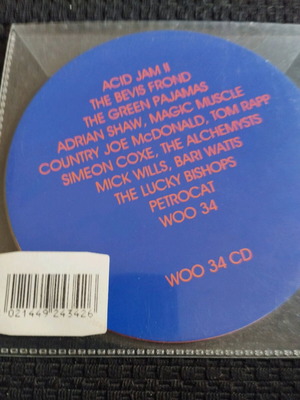 ACID JAM II
THE BEVIS FROND
THE GREEN PAJAMAS
ADRIAN SHAW, MAGIC MUSCLE
COUNTRY JOE McDONALD, TOM RAPP
SIMEON COXE, THE ALCHEMYSTS
MICK WILLS, BARI WATTS
THE LUCKY BISHOPS
PETROCAT
WOO 34
WOO 34 CD
021449243426